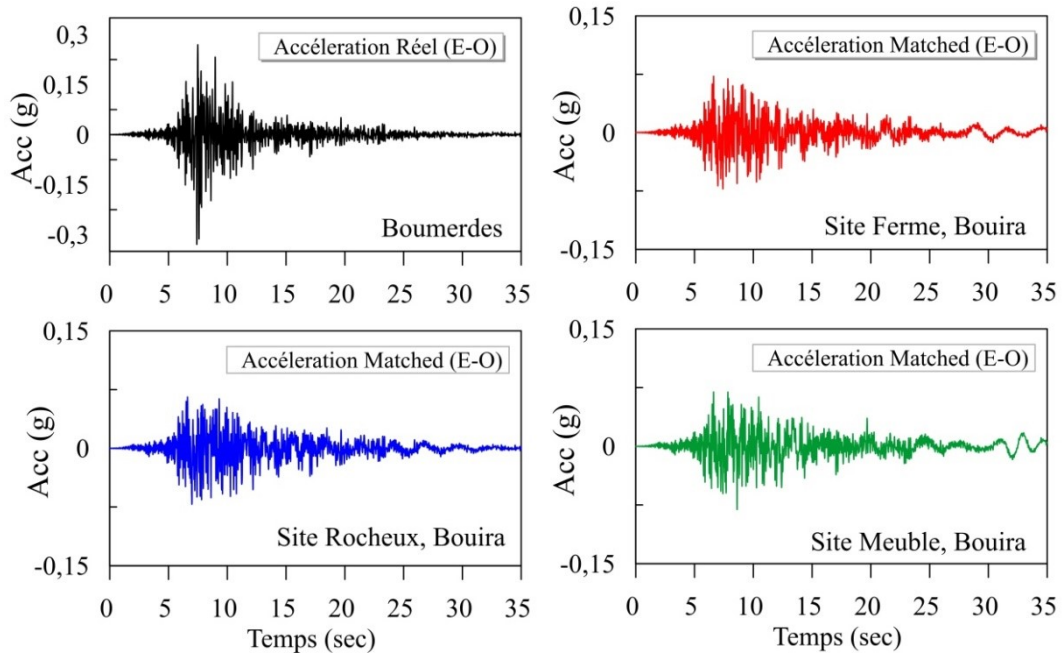 0,3
Accéleration Réel (E-O)
0,15
Acc (g)
0
-0,15
-0,3
Boumerdes
0 5 10 15 20 25 30 35
0,15
Accéleration Matched (E-O)
Acc (g)
0
Site Ferme, Bouira
-0,15
0 5 10 15 20 25 30 35
0,15
Accéleration Matched (E-O)
Acc (g)
0
Site Rocheux, Bouira
-0,15
0 5 10 15 20 25 30 35
Temps (sec)
0,15
Accéleration Matched (E-O)
Acc (g)
0
Site Meuble, Bouira
-0,15
0 5 10 15 20 25 30 35
Temps (sec)